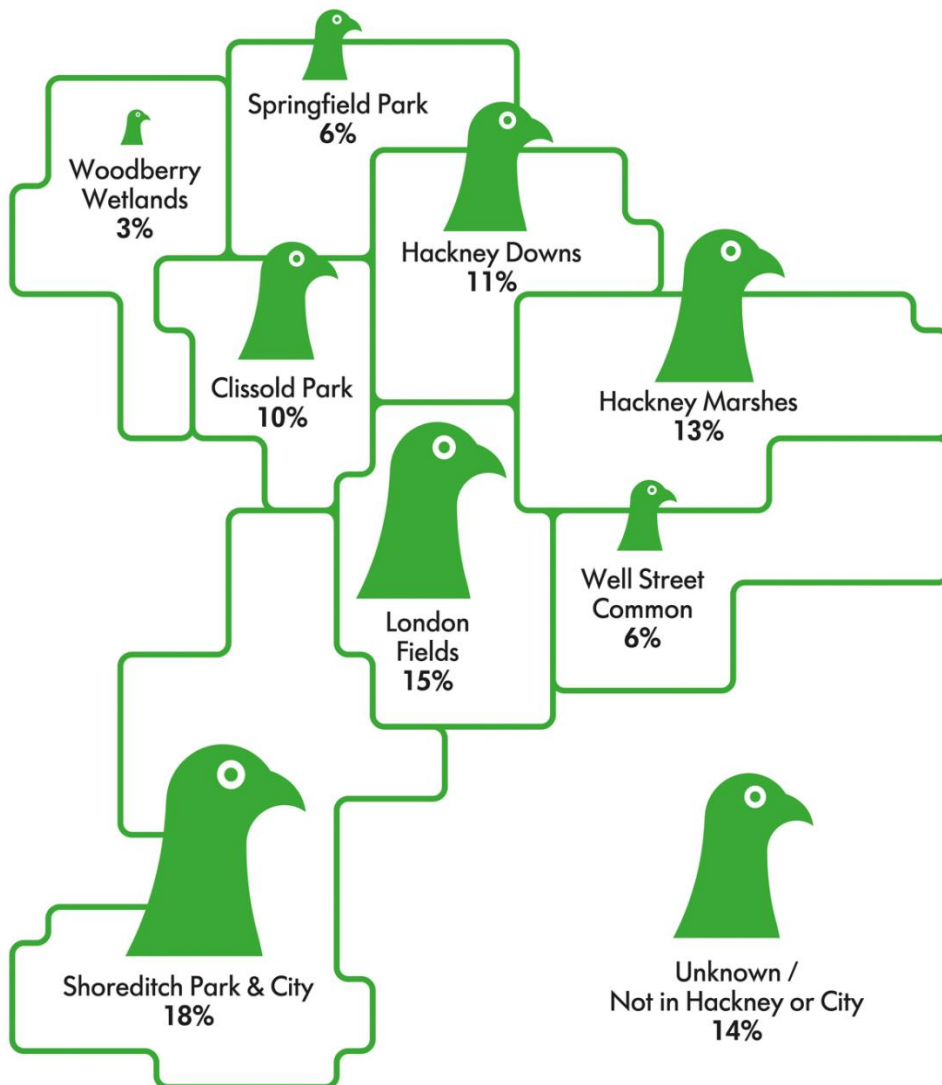 Springfield Park
6%
Woodberry
Wetlands
3%
Hackney Downs
11%
Clissold Park
10%
Hackney Marshes
13%
London
Fields
15%
Well Street
Common
6%
Shoreditch Park & City
18%
Unknown /
Not in Hackney or City
14%